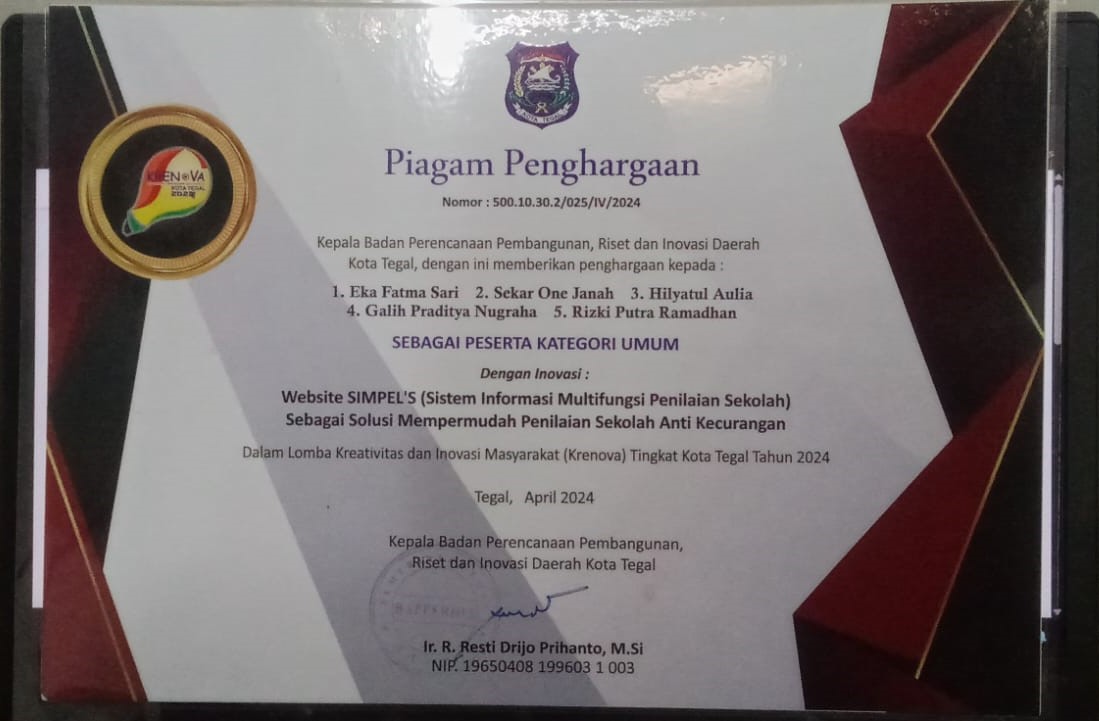 KOTA TEGAL
KRENOVA
KOTA TEGAL
Piagam Penghargaan
Nomor : 500.10.30.2/025/IV/2024
Kepala Badan Perencanaan Pembangunan, Riset dan Inovasi Daerah
Kota Tegal, dengan ini memberikan penghargaan kepada :
1. Eka Fatma Sari 2. Sekar One Janah 3. Hilyatul Aulia
4. Galih Praditya Nugraha 5. Rizki Putra Ramadhan
SEBAGAI PESERTA KATEGORI UMUM
Dengan Inovasi :
Website SIMPEL'S (Sistem Informasi Multifungsi Penilaian Sekolah)
Sebagai Solusi Mempermudah Penilaian Sekolah Anti Kecurangan
Dalam Lomba Kreativitas dan Inovasi Masyarakat (Krenova) Tingkat Kota Tegal Tahun 2024
Tegal, April 2024
Kepala Badan Perencanaan Pembangunan,
Riset dan Inovasi Daerah Kota Tegal
Ir. R. Resti Drijo Prihanto, M.Si
NIP. 19650408 199603 1 003